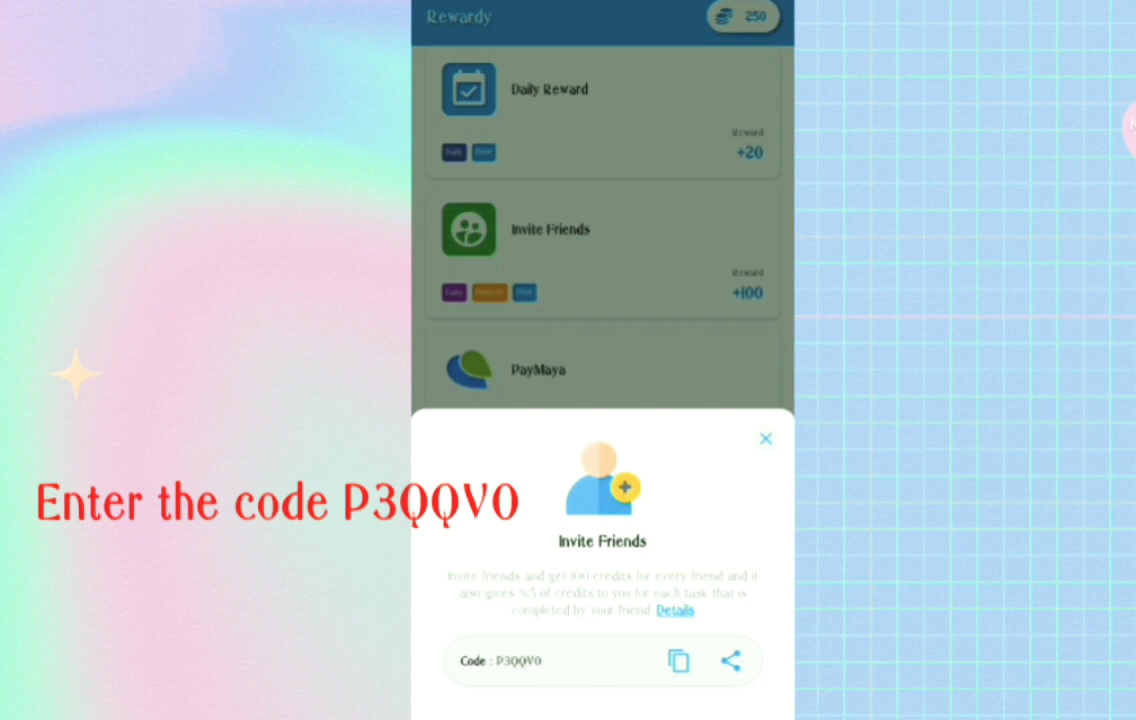 Rewardy
250
Daily Reward
Reward
+20
Daily
Invite Friends
Reward
+100
PayMaya
Enter the code P3QQV0
Invite Friends
Invite friends and get 100 credits for every friend and it
also gives %5 of credits to you for each task that is
completed by your friend. Details
Code : P3QQV0